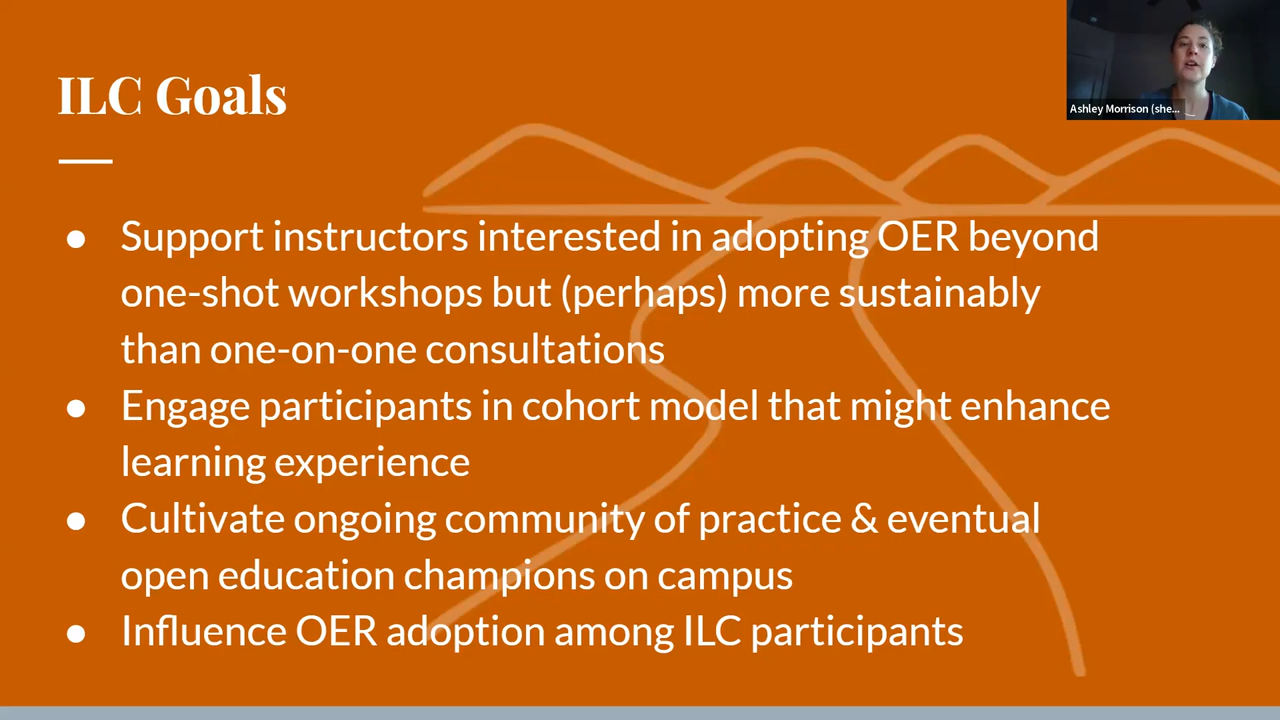 ILC Goals
Ashley Morrison (she...
● Support instructors interested in adopting OER beyond
one-shot workshops but (perhaps) more sustainably
than one-on-one consultations
● Engage participants in cohort model that might enhance
learning experience
● Cultivate ongoing community of practice & eventual
open education champions on campus
● Influence OER adoption among ILC participants